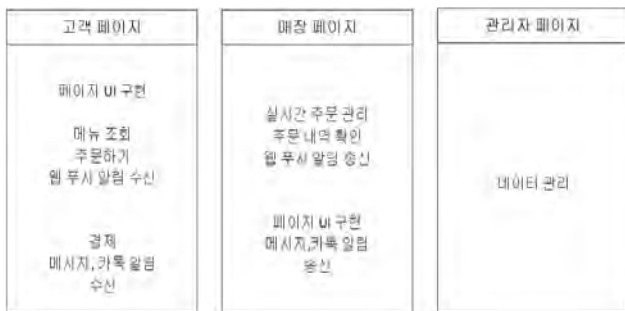 고객 페이지
페이지 UI 구현
메뉴 조회
주문하기
웹 푸시 알림 수신
결제
메시지, 카톡 알림
수신
매장 페이지
실시간 주문 관리
주문 내역 확인
웹 푸시 알림 송신
페이지 UI 구현
메시지,카톡 알림
송신
관리자 페이지
데이터 관리